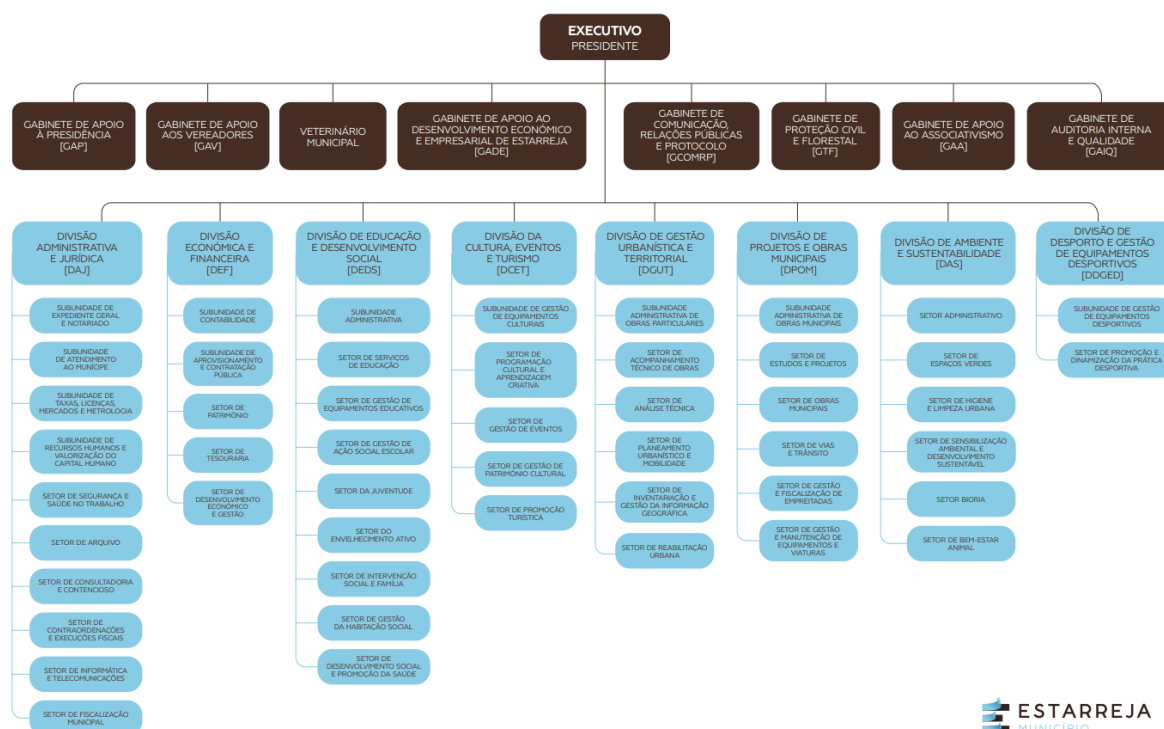 EXECUTIVO
PRESIDENTE
GABINETE DE APOIO
À PRESIDÊNCIA
[GAP]
GABINETE DE APOIO
AOS VEREADORES
[GAV]
VETERINÁRIO
MUNICIPAL
GABINETE DE APOIO AO
DESENVOLVIMENTO ECONÓMICO
E EMPRESARIAL DE ESTARREJA
[GADE]
GABINETE DE
COMUNICAÇÃO,
RELAÇÕES PÚBLICAS
E PROTOCOLO
[GCOMRP]
GABINETE DE
PROTEÇÃO CIVIL
E FLORESTAL
[GTF]
GABINETE DE APOIO
AO ASSOCIATIVISMO
[GAA]
GABINETE DE
AUDITORIA INTERNA
E QUALIDADE
[GAIQ]
DIVISÃO
ADMINISTRATIVA
E JURÍDICA
[DAJ]
SUBUNIDADE DE
EXPEDIENTE GERAL
E NOTARIADO
SUBUNIDADE
DE ATENDIMENTO
AO MUNÍCIPE
SUBUNIDADE DE
TAXAS, LICENÇAS,
MERCADOS E METROLOGIA
SUBUNIDADE DE
RECURSOS HUMANOS E
VALORIZAÇÃO DO
CAPITAL HUMANO
SETOR DE SEGURANÇA E
SAÚDE NO TRABALHO
SETOR DE ARQUIVO
SETOR DE CONSULTADORIA
E CONTENCIOSO
SETOR DE
CONTRAORDENAÇÕES
E EXECUÇÕES FISCAIS
SETOR DE INFORMÁTICA
E TELECOMUNICAÇÕES
SETOR DE FISCALIZAÇÃO
MUNICIPAL
DIVISÃO
ECONÓMICA E
FINANCEIRA
[DEF]
SUBUNIDADE DE
CONTABILIDADE
SUBUNIDADE DE
APROVISIONAMENTO
E CONTRATAÇÃO
PÚBLICA
SETOR DE
PATRIMÓNIO
SETOR DE
TESOURARIA
SETOR DE
DESENVOLVIMENTO
ECONÓMICO
E GESTÃO
DIVISÃO DE EDUCAÇÃO
E DESENVOLVIMENTO
SOCIAL
[DEDS]
SUBUNIDADE
ADMINISTRATIVA
SETOR DE SERVIÇOS
DE EDUCAÇÃO
SETOR DE GESTÃO DE
EQUIPAMENTOS EDUCATIVOS
SETOR DE GESTÃO DE
AÇÃO SOCIAL ESCOLAR
SETOR DA JUVENTUDE
SETOR DO
ENVELHECIMENTO ATIVO
SETOR DE INTERVENÇÃO
SOCIAL E FAMÍLIA
SETOR DE GESTÃO
DA HABITAÇÃO SOCIAL
SETOR DE
DESENVOLVIMENTO SOCIAL
E PROMOÇÃO DA SAÚDE
DIVISÃO DA
CULTURA, EVENTOS
E TURISMO
[DCET]
SUBUNIDADE DE GESTÃO
DE EQUIPAMENTOS
CULTURAIS
SETOR DE
PROGRAMAÇÃO
CULTURAL E
APRENDIZAGEM
CRIATIVA
SETOR DE
GESTÃO DE EVENTOS
SETOR DE GESTÃO DE
PATRIMÓNIO CULTURAL
SETOR DE PROMOÇÃO
TURÍSTICA
DIVISÃO DE GESTÃO
URBANÍSTICA E
TERRITORIAL
[DGUT]
SUBUNIDADE
ADMINISTRATIVA DE
OBRAS PARTICULARES
SETOR DE
ACOMPANHAMENTO
TÉCNICO DE OBRAS
SETOR DE
ANÁLISE TÉCNICA
SETOR DE
PLANEAMENTO
URBANÍSTICO E
MOBILIDADE
SETOR DE
INVENTARIAÇÃO E
GESTÃO DA INFORMAÇÃO
GEOGRÁFICA
SETOR DE REABILITAÇÃO
URBANA
DIVISÃO
DE PROJETOS E OBRAS
MUNICIPAIS
[DPOM]
SUBUNIDADE
ADMINISTRATIVA DE
OBRAS MUNICIPAIS
SETOR DE
ESTUDOS E PROJETOS
SETOR DE OBRAS
MUNICIPAIS
SETOR DE VIAS
E TRÂNSITO
SETOR DE GESTÃO
E FISCALIZAÇÃO DE
EMPREITADAS
SETOR DE GESTÃO
E MANUTENÇÃO DE
EQUIPAMENTOS E
VIATURAS
DIVISÃO DE AMBIENTE
E SUSTENTABILIDADE
[DAS]
SETOR ADMINISTRATIVO
SETOR DE
ESPAÇOS VERDES
SETOR DE HIGIENE
E LIMPEZA URBANA
SETOR DE SENSIBILIZAÇÃO
AMBIENTAL E
DESENVOLVIMENTO
SUSTENTÁVEL
SETOR BIORIA
SETOR DE BEM-ESTAR
ANIMAL
DIVISÃO DE
DESPORTO E GESTÃO
DE EQUIPAMENTOS
DESPORTIVOS
[DDGED]
SUBUNIDADE DE GESTÃO
DE EQUIPAMENTOS
DESPORTIVOS
SETOR DE PROMOÇÃO E
DINAMIZAÇÃO DA PRÁTICA
DESPORTIVA
ESTARREJA
MUNICÍPIO